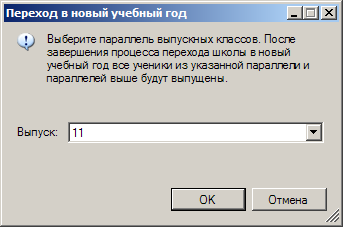 Переход в новый учебный год
Выберите параллель выпускных классов. После
завершения процесса перехода школы в новый
учебный год все ученики из указанной параллели и
параллелей выше будут выпущены.
Выпуск: 11
OK Отмена